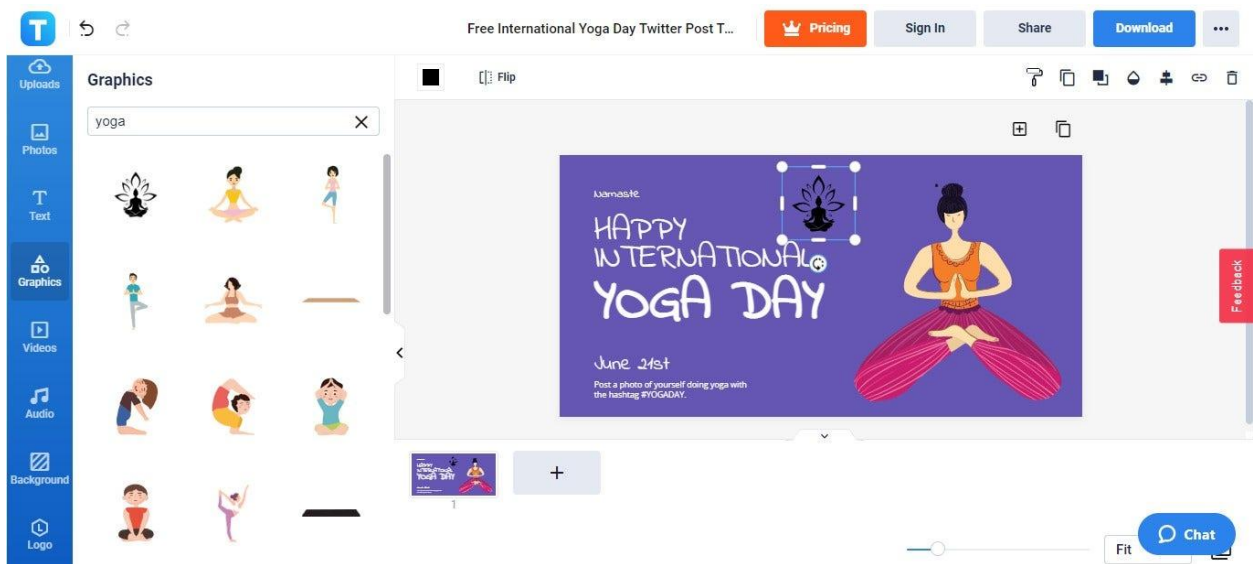 T
Free International Yoga Day Twitter Post T...
Pricing
Sign In
Share
Download
Uploads
Photos
Text
Graphics
Videos
Audio
Background
Logo
Graphics
yoga
Flip
Namaste
HAPPY
INTERNATIONAL
YOGA DAY
June 21st
Post a photo of yourself doing yoga with
the hashtag #YOGADAY.
Feedback
1
Fit
Chat